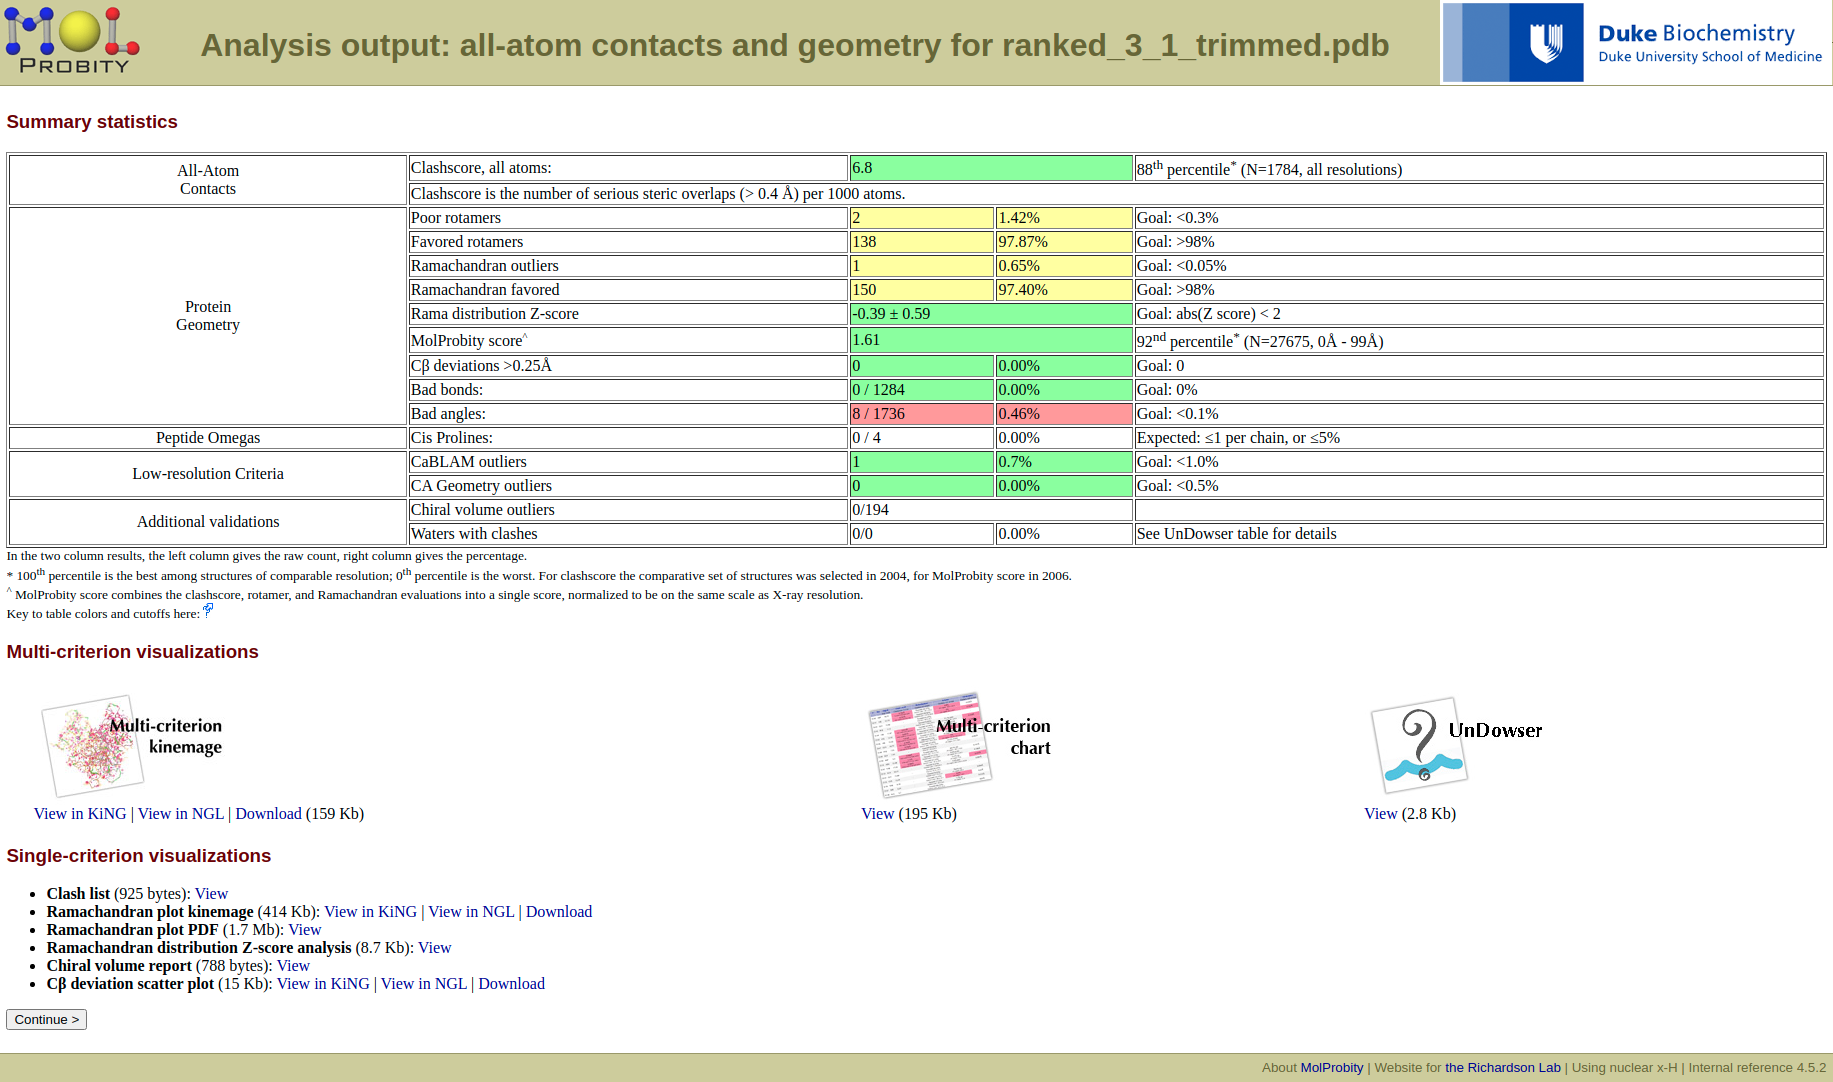 MOL
PROBITY
Analysis output: all-atom contacts and geometry for ranked_3_1_trimmed.pdb
Duke Biochemistry
Duke University School of Medicine
Summary statistics
All-Atom
Contacts
Clashscore, all atoms: 6.8 88th percentile* (N=1784, all resolutions)
Clashscore is the number of serious steric overlaps (> 0.4 Å) per 1000 atoms.
Protein
Geometry
Poor rotamers 2 1.42% Goal: <0.3%
Favored rotamers 138 97.87% Goal: >98%
Ramachandran outliers 1 0.65% Goal: <0.05%
Ramachandran favored 150 97.40% Goal: >98%
Rama distribution Z-score -0.39 ± 0.59 Goal: abs(Z score) < 2
MolProbity score^ 1.61 92nd percentile* (N=27675, 0Å - 99Å)
Cβ deviations >0.25Å 0 0.00% Goal: 0
Bad bonds: 0 / 1284 0.00% Goal: 0%
Bad angles: 8 / 1736 0.46% Goal: <0.1%
Peptide Omegas Cis Prolines: 0 / 4 0.00% Expected: ≤1 per chain, or ≤5%
Low-resolution Criteria
CaBLAM outliers 1 0.7% Goal: <1.0%
CA Geometry outliers 0 0.00% Goal: <0.5%
Additional validations
Chiral volume outliers 0/194
Waters with clashes 0/0 0.00% See UnDowser table for details
In the two column results, the left column gives the raw count, right column gives the percentage.
* 100th percentile is the best among structures of comparable resolution; 0th percentile is the worst. For clashscore the comparative set of structures was selected in 2004, for MolProbity score in 2006.
^ MolProbity score combines the clashscore, rotamer, and Ramachandran evaluations into a single score, normalized to be on the same scale as X-ray resolution.
Key to table colors and cutoffs here: ?
Multi-criterion visualizations
Multi-criterion
kinemage
View in KiNG | View in NGL | Download (159 Kb)
Multi-criterion
chart
View (195 Kb)
UnDowser
View (2.8 Kb)
Single-criterion visualizations
• Clash list (925 bytes): View
• Ramachandran plot kinemage (414 Kb): View in KiNG | View in NGL | Download
• Ramachandran plot PDF (1.7 Mb): View
• Ramachandran distribution Z-score analysis (8.7 Kb): View
• Chiral volume report (788 bytes): View
• Cβ deviation scatter plot (15 Kb): View in KiNG | View in NGL | Download
Continue >
About MolProbity | Website for the Richardson Lab | Using nuclear x-H | Internal reference 4.5.2